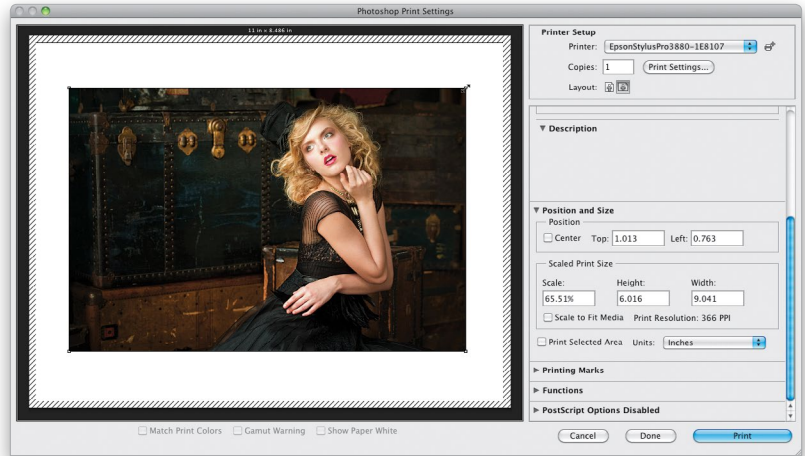 Photoshop Print Settings
11 in x 8.486 in
Printer Setup
Printer: EpsonStylusPro3880-1E8107
Copies: 1 Print Settings...
Layout:
Description
Position and Size
Position
Center Top: 1.013 Left: 0.763
Scaled Print Size
Scale: Height: Width:
65.51% 6.016 9.041
Scale to Fit Media Print Resolution: 366 PPI
Print Selected Area Units: Inches
Printing Marks
Functions
PostScript Options Disabled
Match Print Colors Gamut Warning Show Paper White
Cancel Done Print